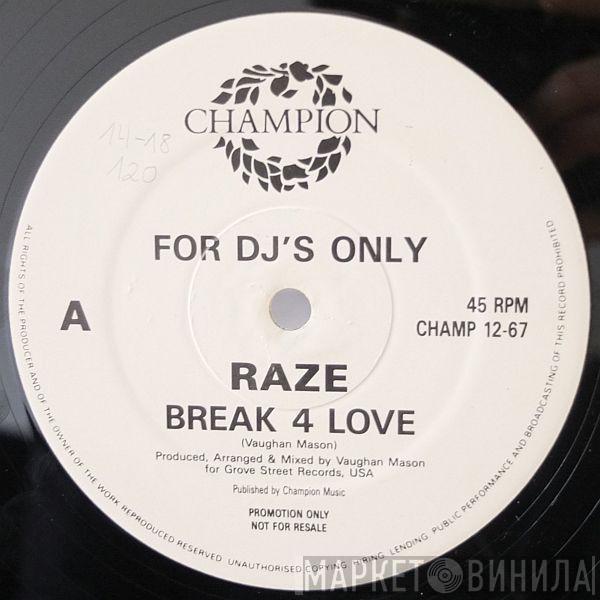 CHAMPION
14-18
120
FOR DJ'S ONLY
A
45 RPM
CHAMP 12-67
RAZE
BREAK 4 LOVE
(Vaughan Mason)
Produced, Arranged & Mixed by Vaughan Mason
for Grove Street Records, USA
Published by Champion Music
PROMOTION ONLY
NOT FOR RESALE
ALL RIGHTS OF THE PRODUCER AND OF THE OWNER OF THE WORK REPRODUCED RESERVED. UNAUTHORISED COPYING, HIRING, LENDING, PUBLIC PERFORMANCE AND BROADCASTING OF THIS RECORD PROHIBITED
МАРКЕТ ВИНИЛА